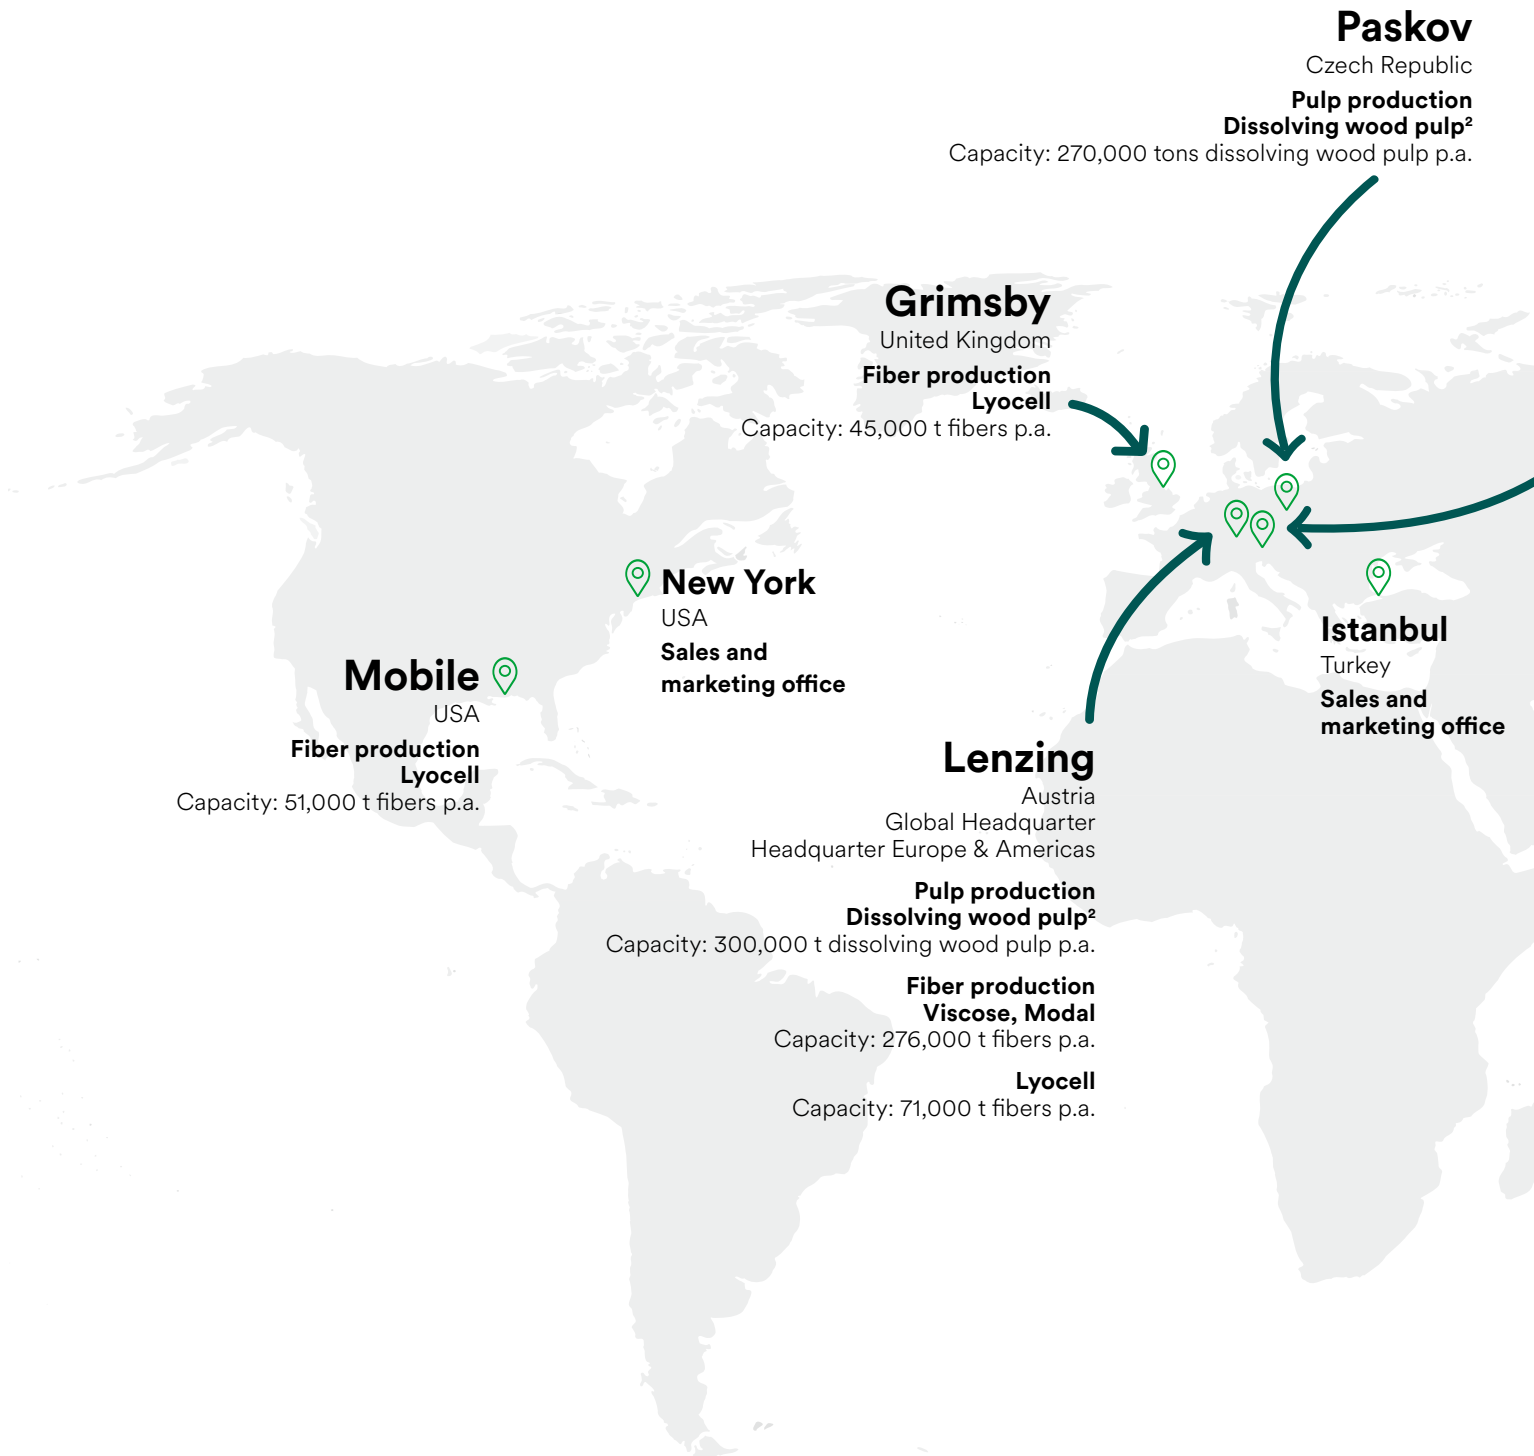 Paskov
Czech Republic
Pulp production
Dissolving wood pulp²
Capacity: 270,000 tons dissolving wood pulp p.a.
Grimsby
United Kingdom
Fiber production
Lyocell
Capacity: 45,000 t fibers p.a.
New York
USA
Sales and
marketing office
Istanbul
Turkey
Sales and
marketing office
Mobile
USA
Fiber production
Lyocell
Capacity: 51,000 t fibers p.a.
Lenzing
Austria
Global Headquarter
Headquarter Europe & Americas
Pulp production
Dissolving wood pulp²
Capacity: 300,000 t dissolving wood pulp p.a.
Fiber production
Viscose, Modal
Capacity: 276,000 t fibers p.a.
Lyocell
Capacity: 71,000 t fibers p.a.